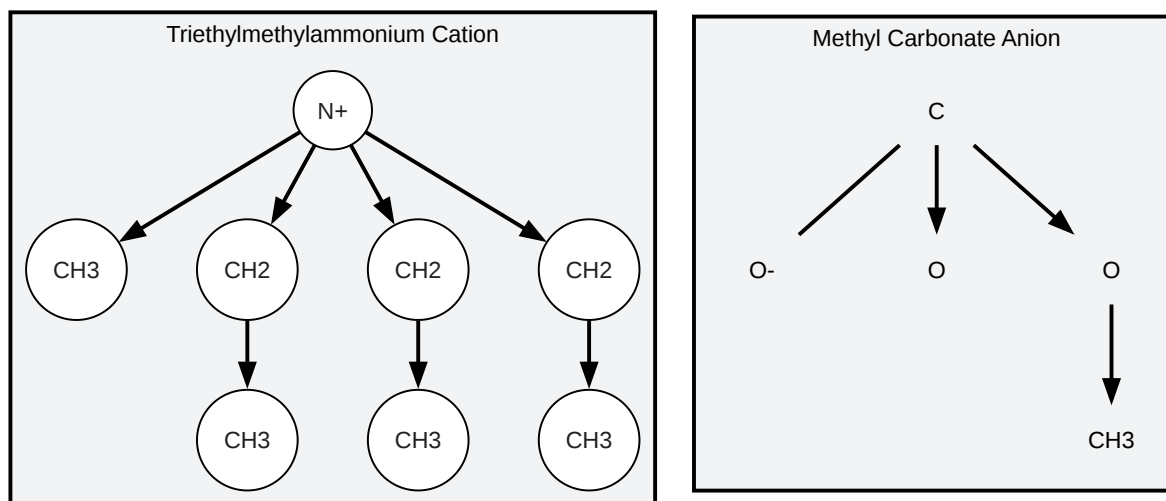 Triethylmethylammonium Cation
N+
CH3
CH2
CH2
CH2
CH3
CH3
CH3
Methyl Carbonate Anion
C
O-
O
O
CH3